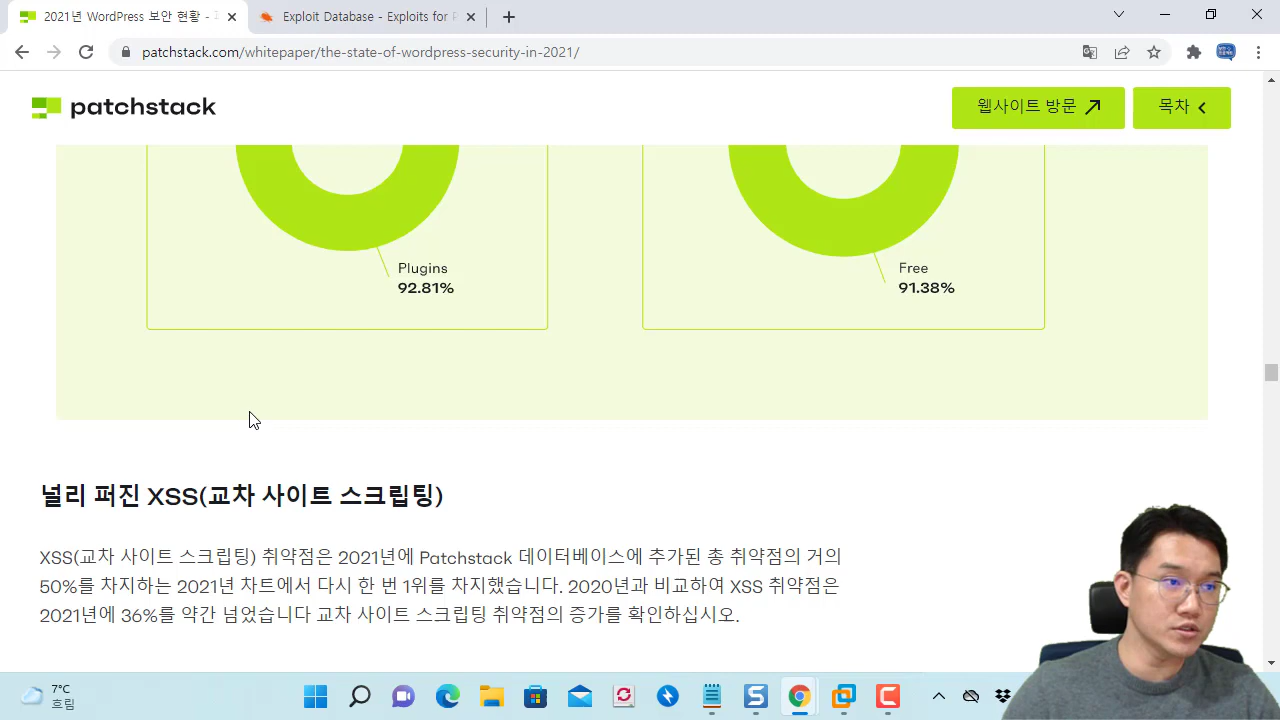 2021년 WordPress 보안 현황 -
Exploit Database - Exploits for
patchstack.com/whitepaper/the-state-of-wordpress-security-in-2021/
patchstack
웹사이트 방문
목차
Plugins
92.81%
Free
91.38%
널리 퍼진 XSS(교차 사이트 스크립팅)
XSS(교차 사이트 스크립팅) 취약점은 2021년에 Patchstack 데이터베이스에 추가된 총 취약점의 거의
50%를 차지하는 2021년 차트에서 다시 한 번 1위를 차지했습니다. 2020년과 비교하여 XSS 취약점은
2021년에 36%를 약간 넘었습니다 교차 사이트 스크립팅 취약점의 증가를 확인하십시오.
7°C
흐림